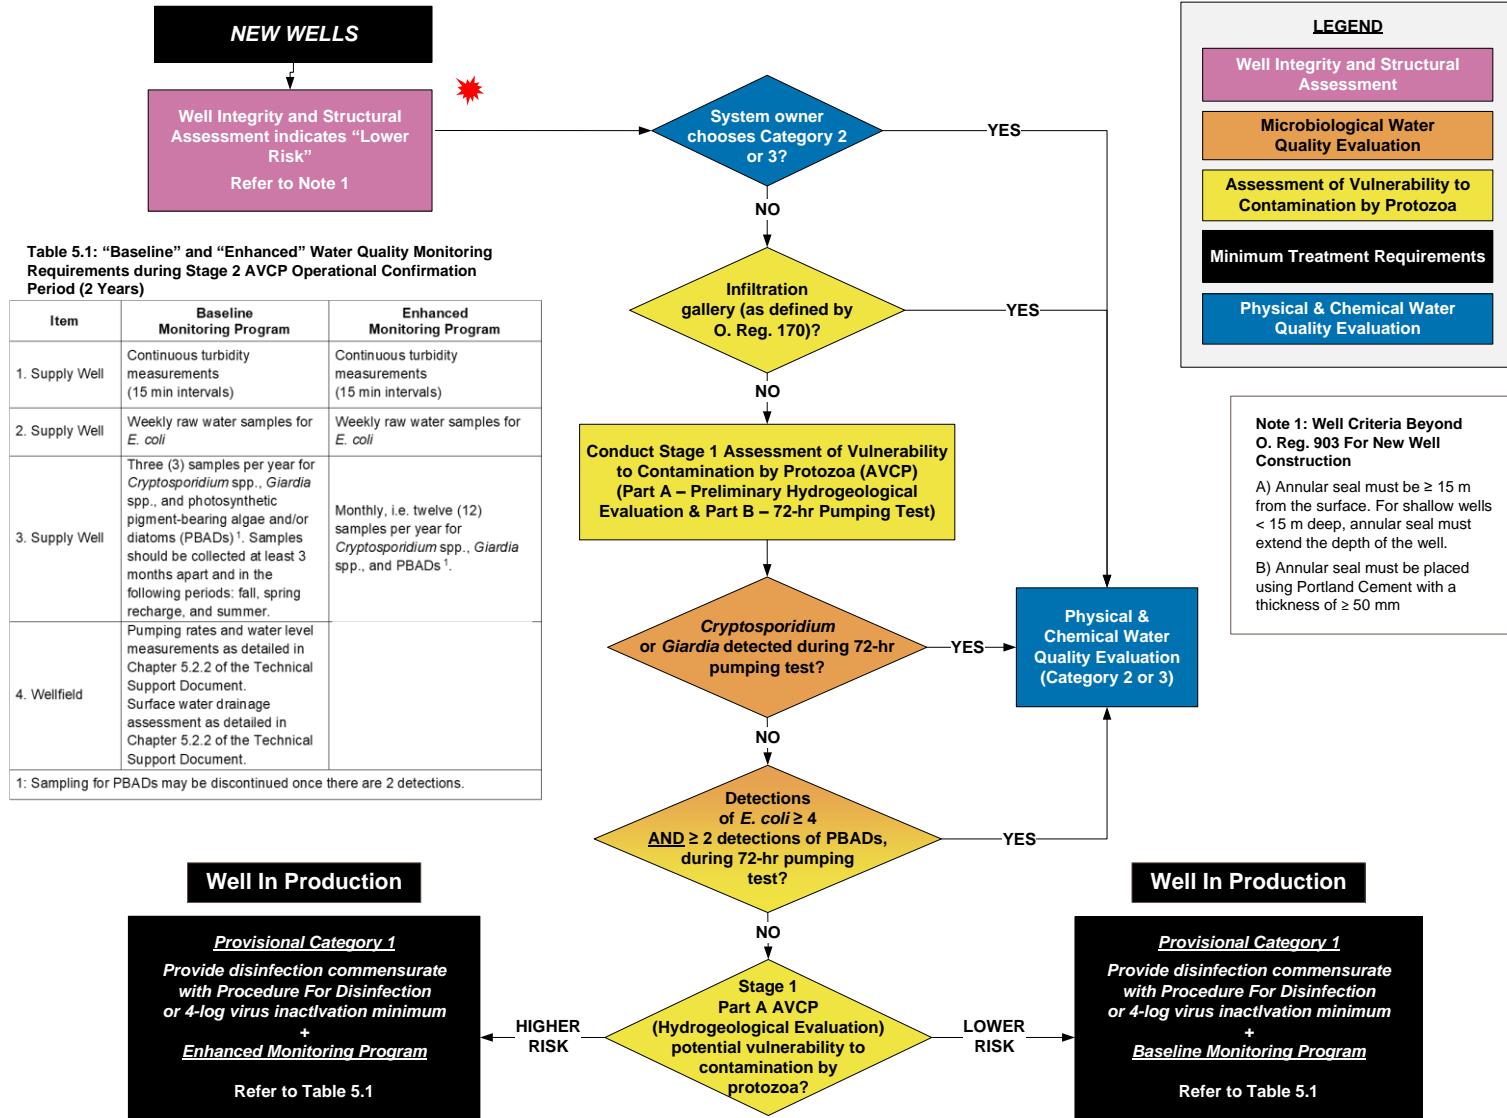 NEW WELLS
Well Integrity and Structural
Assessment indicates “Lower
Risk”
Refer to Note 1
System owner
chooses Category 2
or 3?
YES
NO
LEGEND
Well Integrity and Structural
Assessment
Microbiological Water
Quality Evaluation
Assessment of Vulnerability to
Contamination by Protozoa
Minimum Treatment Requirements
Physical & Chemical Water
Quality Evaluation
Table 5.1: “Baseline” and “Enhanced” Water Quality Monitoring
Requirements during Stage 2 AVCP Operational Confirmation
Period (2 Years)
Item
Baseline
Monitoring Program
Enhanced
Monitoring Program
1. Supply Well
Continuous turbidity
measurements
(15 min intervals)
Continuous turbidity
measurements
(15 min intervals)
2. Supply Well
Weekly raw water samples for
E. coli
Weekly raw water samples for
E. coli
3. Supply Well
Three (3) samples per year for
Cryptosporidium spp., Giardia
spp., and photosynthetic
pigment-bearing algae and/or
diatoms (PBADs) 1. Samples
should be collected at least 3
months apart and in the
following periods: fall, spring
recharge, and summer.
Monthly, i.e. twelve (12)
samples per year for
Cryptosporidium spp., Giardia
spp., and PBADs 1.
4. Wellfield
Pumping rates and water level
measurements as detailed in
Chapter 5.2.2 of the Technical
Support Document.
Surface water drainage
assessment as detailed in
Chapter 5.2.2 of the Technical
Support Document.
1: Sampling for PBADs may be discontinued once there are 2 detections.
Infiltration
gallery (as defined by
O. Reg. 170)?
YES
NO
Conduct Stage 1 Assessment of Vulnerability
to Contamination by Protozoa (AVCP)
(Part A – Preliminary Hydrogeological
Evaluation & Part B – 72-hr Pumping Test)
Note 1: Well Criteria Beyond
O. Reg. 903 For New Well
Construction
A) Annular seal must be ≥ 15 m
from the surface. For shallow wells
< 15 m deep, annular seal must
extend the depth of the well.
B) Annular seal must be placed
using Portland Cement with a
thickness of ≥ 50 mm
Cryptosporidium
or Giardia detected during 72-hr
pumping test?
YES
NO
Physical &
Chemical Water
Quality Evaluation
(Category 2 or 3)
Detections
of E. coli ≥ 4
AND ≥ 2 detections of PBADs,
during 72-hr pumping
test?
YES
NO
Well In Production
Provisional Category 1
Provide disinfection commensurate
with Procedure For Disinfection
or 4-log virus inactIvation minimum
+
Enhanced Monitoring Program
Refer to Table 5.1
HIGHER
RISK
Stage 1
Part A AVCP
(Hydrogeological Evaluation)
potential vulnerability to
contamination by
protozoa?
LOWER
RISK
Well In Production
Provisional Category 1
Provide disinfection commensurate
with Procedure For Disinfection
or 4-log virus inactIvation minimum
+
Baseline Monitoring Program
Refer to Table 5.1